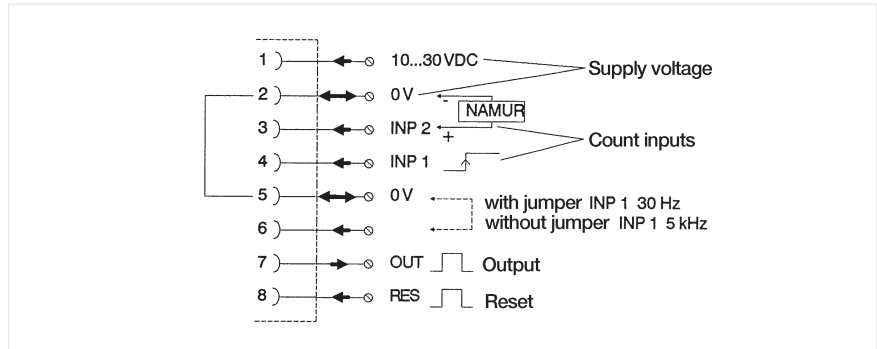 1 10...30 VDC Supply voltage
2 0 V -
NAMUR
3 INP 2 +
Count inputs
4 INP 1
5 0 V
with jumper INP 1 30 Hz
without jumper INP 1 5 kHz
6
7 OUT Output
8 RES Reset